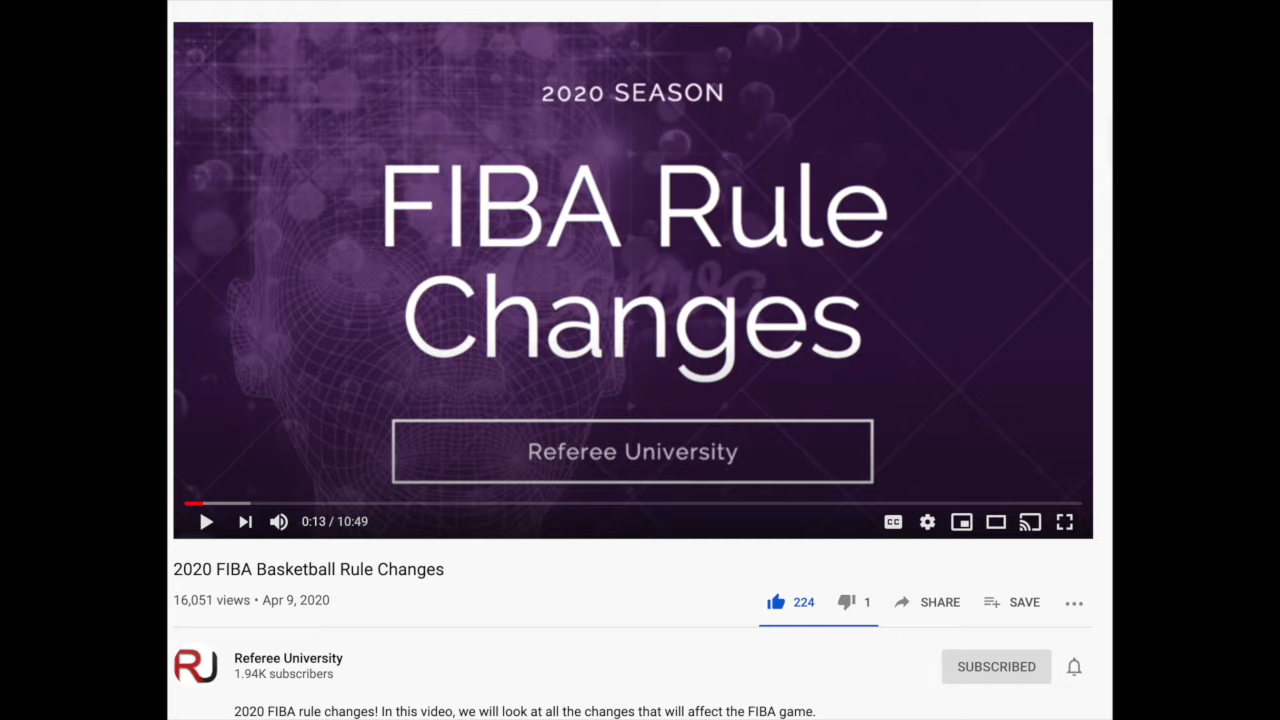 2020 SEASON
FIBA Rule
Changes
Referee University
0:13 / 10:49
CC
2020 FIBA Basketball Rule Changes
16,051 views • Apr 9, 2020
224
1
SHARE
SAVE
RU
Referee University
1.94K subscribers
SUBSCRIBED
2020 FIBA rule changes! In this video, we will look at all the changes that will affect the FIBA game.